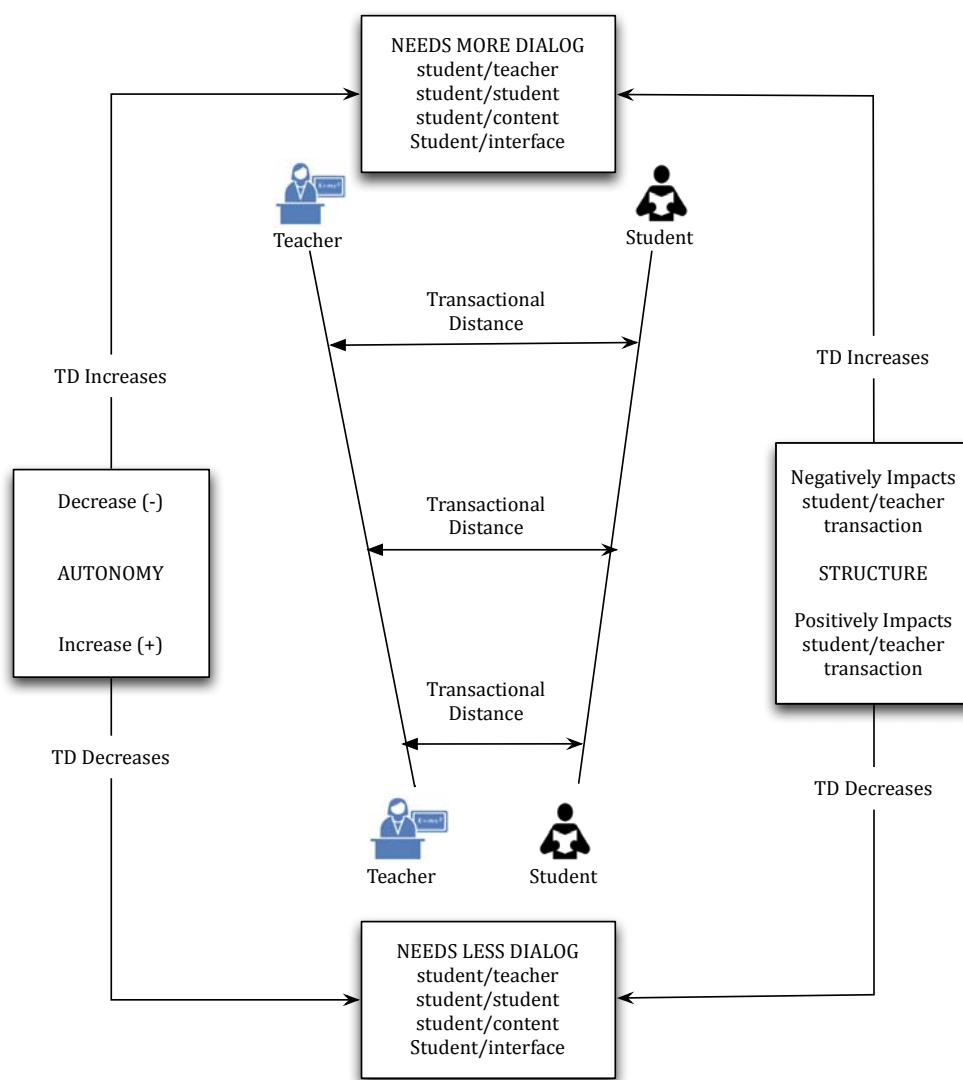 NEEDS MORE DIALOG
student/teacher
student/student
student/content
Student/interface
Teacher
Student
Transactional
Distance
TD Increases
TD Increases
Decrease (-)
AUTONOMY
Increase (+)
Transactional
Distance
Negatively Impacts
student/teacher
transaction
STRUCTURE
Positively Impacts
student/teacher
transaction
Transactional
Distance
TD Decreases
TD Decreases
Teacher
Student
NEEDS LESS DIALOG
student/teacher
student/student
student/content
Student/interface